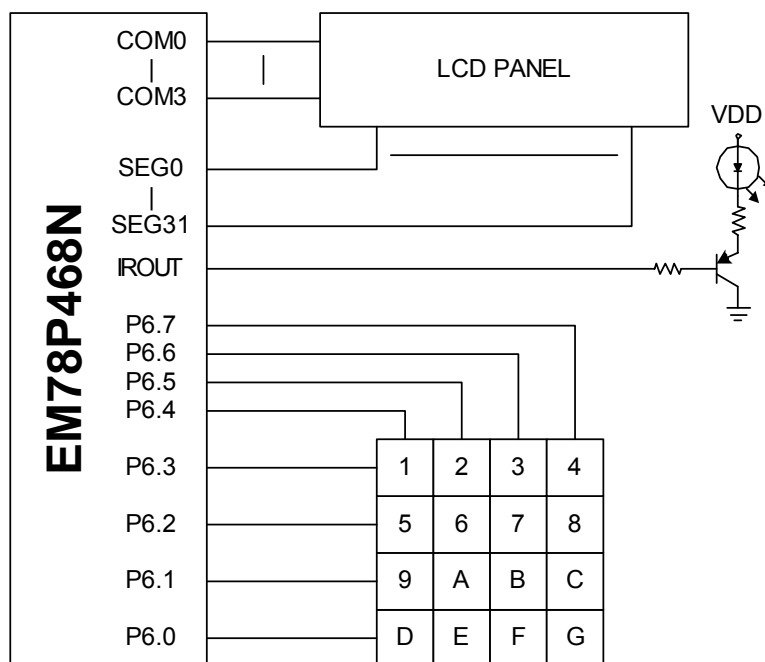 COM0
COM3
LCD PANEL
VDD
SEG0
SEG31
IROUT
EM78P468N
P6.7
P6.6
P6.5
P6.4
P6.3
1 2 3 4
P6.2
5 6 7 8
P6.1
9 A B C
P6.0
D E F G